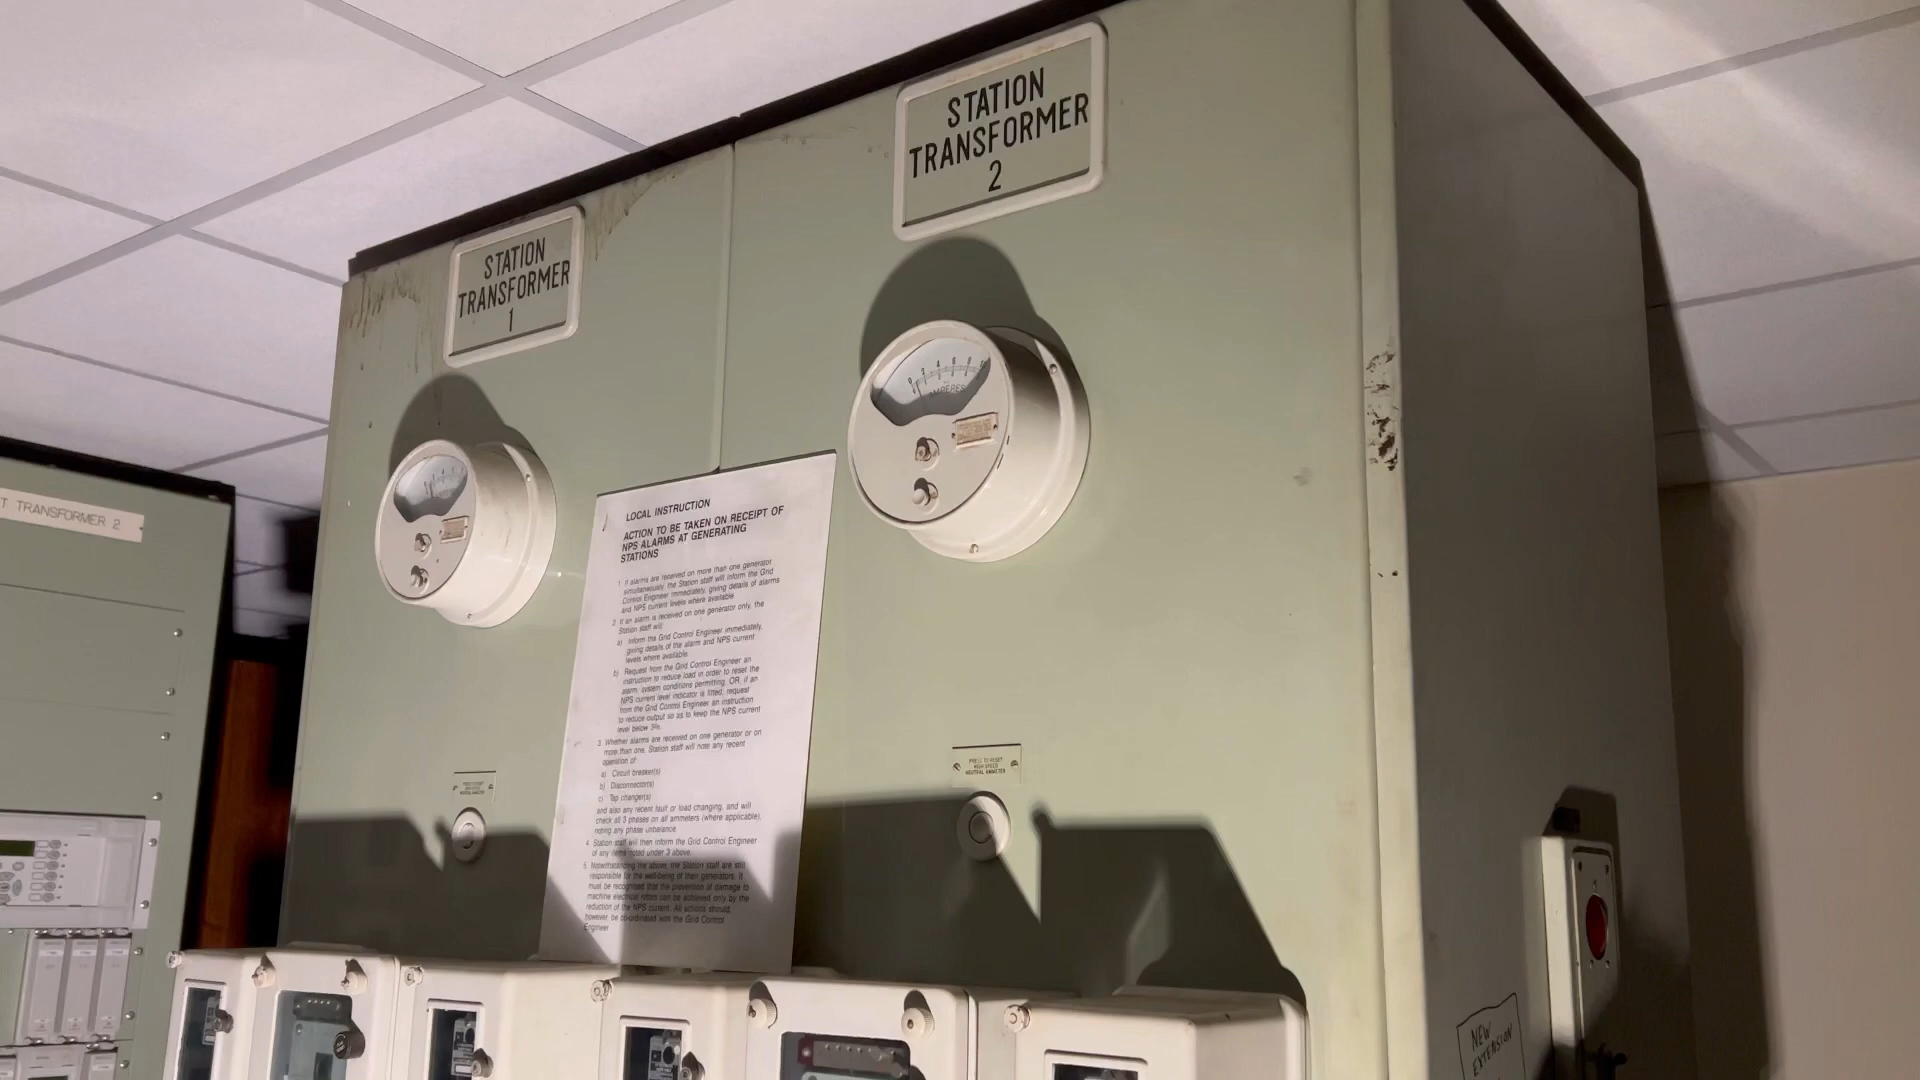 STATION
TRANSFORMER
1
STATION
TRANSFORMER
2
0 2 4 6 8
AMPERES
T TRANSFORMER 2
LOCAL INSTRUCTION
ACTION TO BE TAKEN ON RECEIPT OF
NPS ALARMS AT GENERATING
STATIONS
1 If alarms are received on more than one generator
simultaneously, the Station staff will inform the Grid
Control Engineer immediately, giving details of alarms
and NPS current levels where available
2 If an alarm is received on one generator only, the
Station staff will:
a) Inform the Grid Control Engineer immediately,
giving details of the alarm and NPS current
levels where available.
b) Request from the Grid Control Engineer an
instruction to reduce load in order to reset the
alarm, system conditions permitting, OR, if an
NPS current level indicator is fitted, request
from the Grid Control Engineer an instruction
to reduce output so as to keep the NPS current
level below 3%.
3 Whether alarms are received on one generator or on
more than one, Station staff will note any recent
operation of:
a) Circuit breaker(s)
b) Disconnector(s)
c) Tap changer(s)
and also any recent fault or load changing, and will
check all 3 phases on all ammeters (where applicable),
noting any phase unbalance
4 Station staff will then inform the Grid Control Engineer
of any items noted under 3 above.
5 Notwithstanding the above, the Station staff are still
responsible for the well-being of their generators. It
must be recognised that the prevention of damage to
machine electrical rotors can be achieved only by the
reduction of the NPS current. All actions should,
however, be co-ordinated with the Grid Control
Engineer
PRESS TO RESET
HIGH SPEED
NEUTRAL AMMETER
NEW
EXTENSION